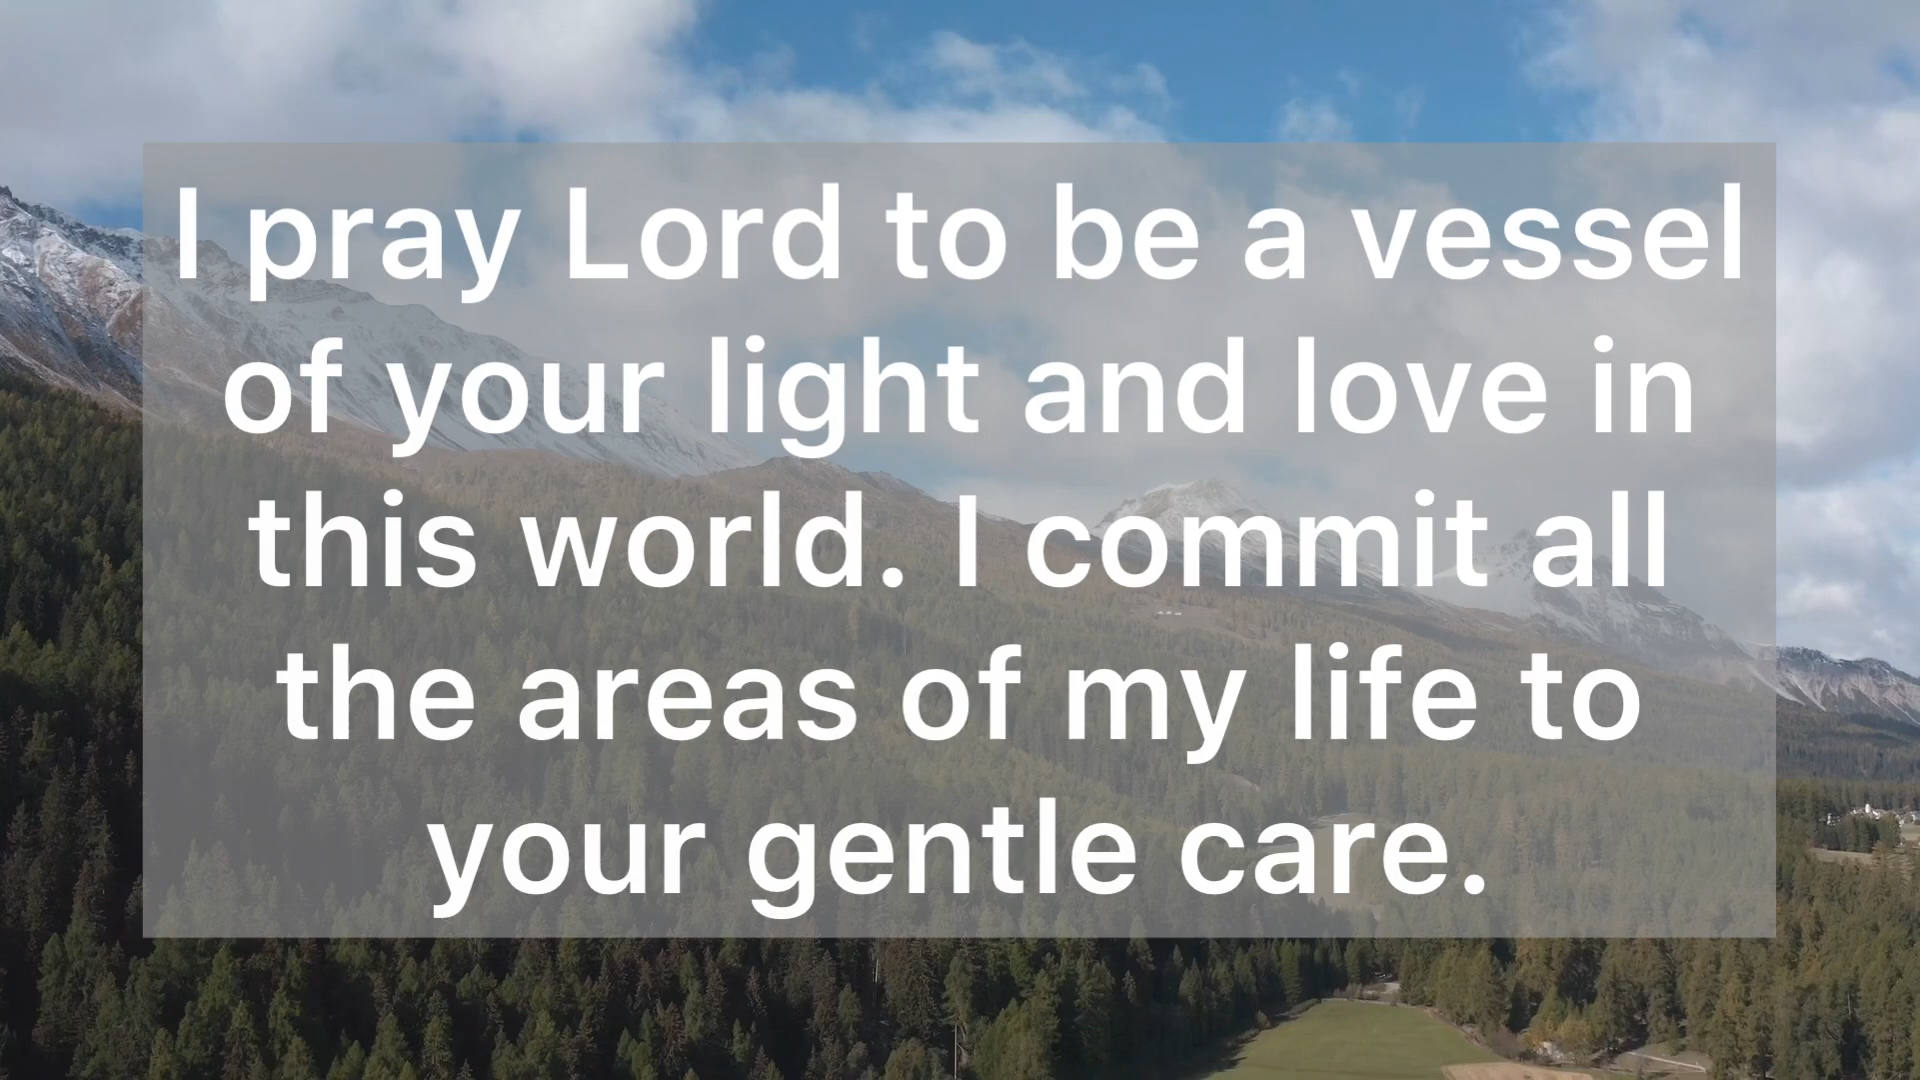 I pray Lord to be a vessel
of your light and love in
this world. I commit all
the areas of my life to
your gentle care.